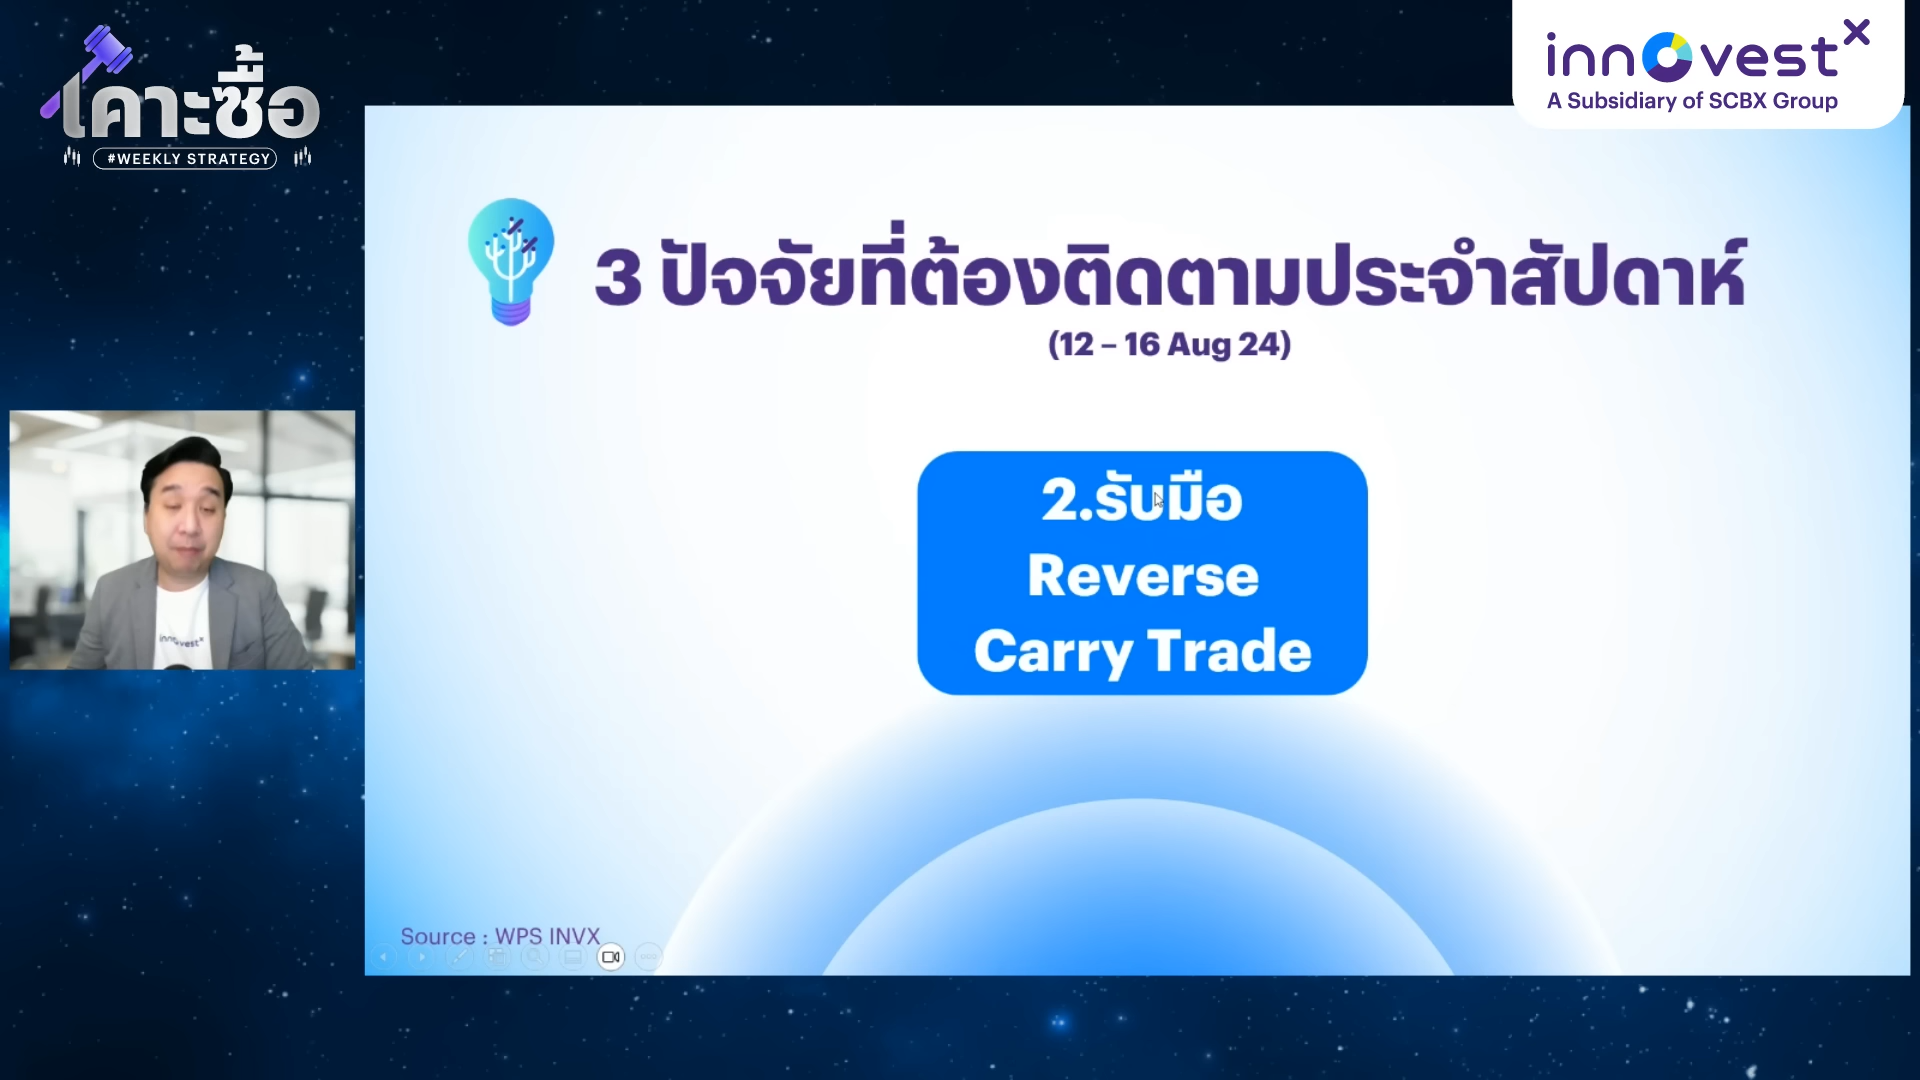 เคาะซื้อ
#WEEKLY STRATEGY
innovestx
A Subsidiary of SCBX Group
3 ปัจจัยที่ต้องติดตามประจำสัปดาห์
(12 – 16 Aug 24)
2.รับมือ
Reverse
Carry Trade
innovestx
Source : WPS INVX